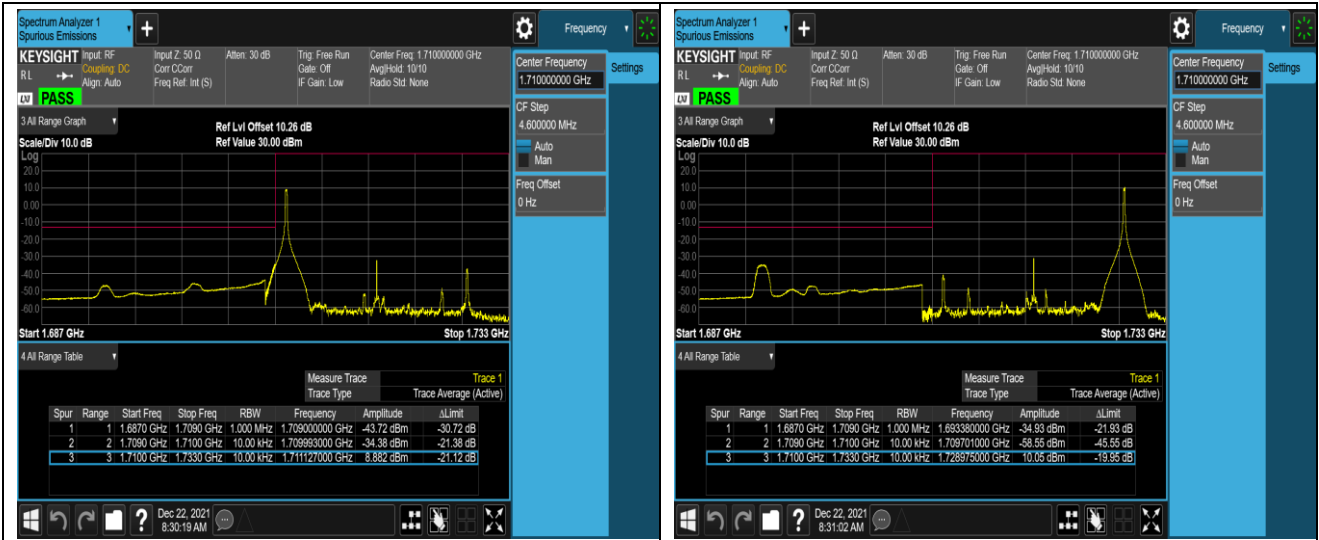 Spectrum Analyzer 1
Spurious Emissions
+
Frequency
KEYSIGHT Input: RF Input Z: 50 Ω Atten: 30 dB Trig: Free Run Center Freq: 1.710000000 GHz
RL Coupling: DC Corr CCorr Gate: Off Avg|Hold: 10/10
Align: Auto Freq Ref: Int (S) IF Gain: Low Radio Std: None
LXI PASS
Center Frequency
1.710000000 GHz
Settings
CF Step
4.600000 MHz
Auto
Man
Freq Offset
0 Hz
3 All Range Graph
Ref Lvl Offset 10.26 dB
Scale/Div 10.0 dB Ref Value 30.00 dBm
Log
20.0
10.0
0.00
-10.0
-20.0
-30.0
-40.0
-50.0
-60.0
Start 1.687 GHz Stop 1.733 GHz
4 All Range Table
Measure Trace Trace 1
Trace Type Trace Average (Active)
Spur Range Start Freq Stop Freq RBW Frequency Amplitude ΔLimit
1 1 1.6870 GHz 1.7090 GHz 1.000 MHz 1.709000000 GHz -43.72 dBm -30.72 dB
2 2 1.7090 GHz 1.7100 GHz 10.00 kHz 1.709993000 GHz -34.38 dBm -21.38 dB
3 3 1.7100 GHz 1.7330 GHz 10.00 kHz 1.711127000 GHz 8.882 dBm -21.12 dB
? Dec 22, 2021
8:30:19 AM
Spectrum Analyzer 1
Spurious Emissions
+
Frequency
KEYSIGHT Input: RF Input Z: 50 Ω Atten: 30 dB Trig: Free Run Center Freq: 1.710000000 GHz
RL Coupling: DC Corr CCorr Gate: Off Avg|Hold: 10/10
Align: Auto Freq Ref: Int (S) IF Gain: Low Radio Std: None
LXI PASS
Center Frequency
1.710000000 GHz
Settings
CF Step
4.600000 MHz
Auto
Man
Freq Offset
0 Hz
3 All Range Graph
Ref Lvl Offset 10.26 dB
Scale/Div 10.0 dB Ref Value 30.00 dBm
Log
20.0
10.0
0.00
-10.0
-20.0
-30.0
-40.0
-50.0
-60.0
Start 1.687 GHz Stop 1.733 GHz
4 All Range Table
Measure Trace Trace 1
Trace Type Trace Average (Active)
Spur Range Start Freq Stop Freq RBW Frequency Amplitude ΔLimit
1 1 1.6870 GHz 1.7090 GHz 1.000 MHz 1.693380000 GHz -34.93 dBm -21.93 dB
2 2 1.7090 GHz 1.7100 GHz 10.00 kHz 1.709701000 GHz -58.55 dBm -45.55 dB
3 3 1.7100 GHz 1.7330 GHz 10.00 kHz 1.728975000 GHz 10.05 dBm -19.95 dB
? Dec 22, 2021
8:31:02 AM